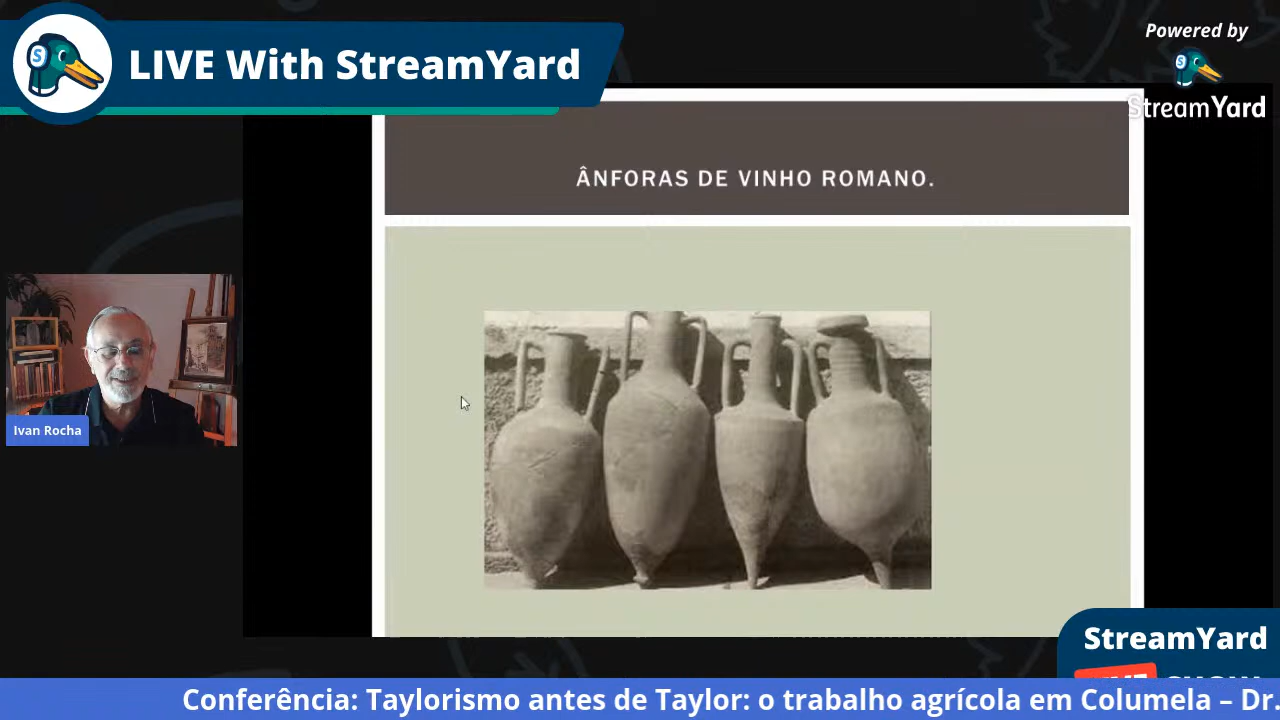 LIVE With StreamYard
Powered by
StreamYard
ÂNFORAS DE VINHO ROMANO.
Ivan Rocha
StreamYard
Conferência: Taylorismo antes de Taylor: o trabalho agrícola em Columela – Dr.